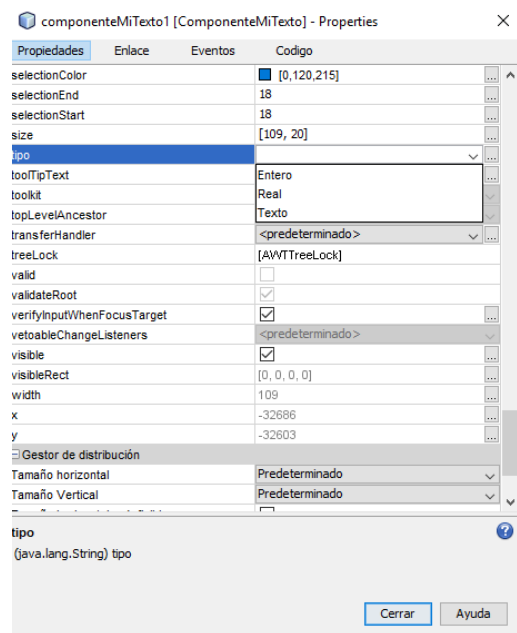 componenteMiTexto1 [ComponenteMiTexto] - Properties
Propiedades Enlace Eventos Codigo
selectionColor [0,120,215] ...
selectionEnd 18 ...
selectionStart 18 ...
size [109, 20] ...
tipo ...
toolTipText Entero ...
toolkit Real
topLevelAncestor Texto
transferHandler <predeterminado> ...
treeLock [AWTTreeLock]
valid
validateRoot
verifyInputWhenFocusTarget ...
vetoableChangeListeners <predeterminado>
visible ...
visibleRect [0, 0, 0, 0] ...
width 109 ...
x -32686 ...
y -32603 ...
Gestor de distribución
Tamaño horizontal Predeterminado
Tamaño Vertical Predeterminado
tipo ?
(java.lang.String) tipo
Cerrar Ayuda